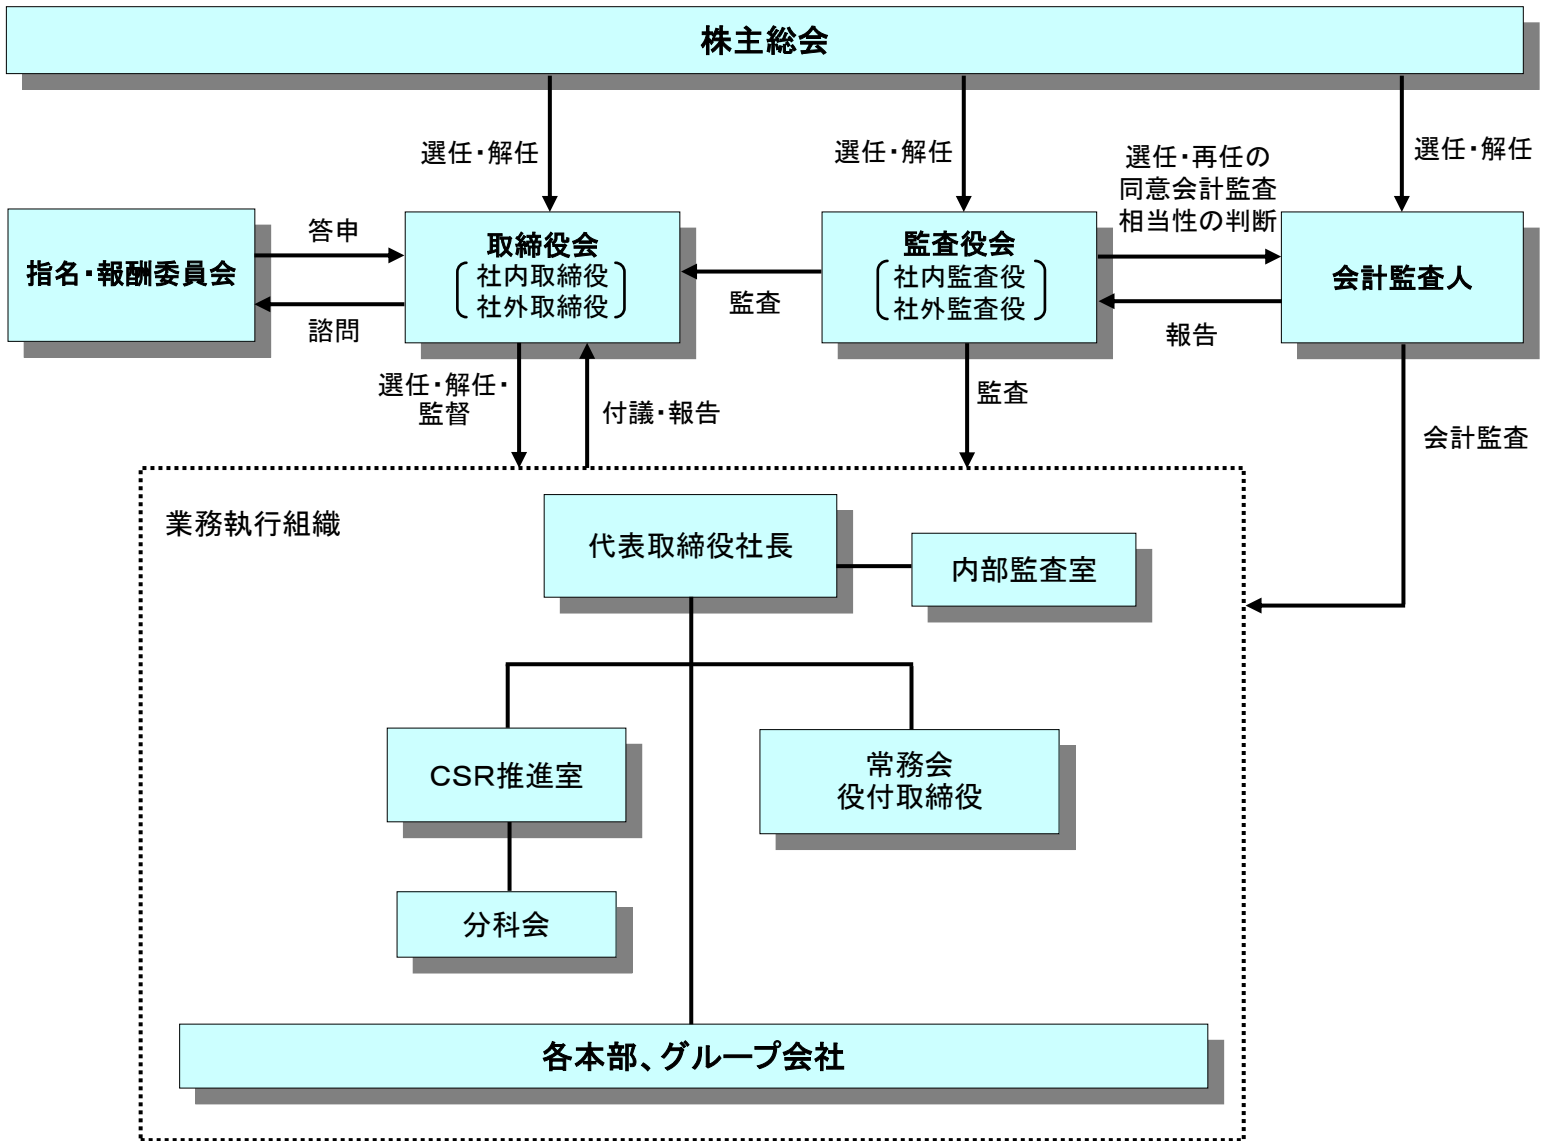 株主総会
選任・解任
選任・解任
選任・再任の
同意会計監査
相当性の判断
選任・解任
指名・報酬委員会
答申
諮問
取締役会
社内取締役
社外取締役
監査
監査役会
社内監査役
社外監査役
報告
会計監査人
選任・解任・
監督
付議・報告
監査
会計監査
業務執行組織
代表取締役社長
内部監査室
CSR推進室
常務会
役付取締役
分科会
各本部、グループ会社